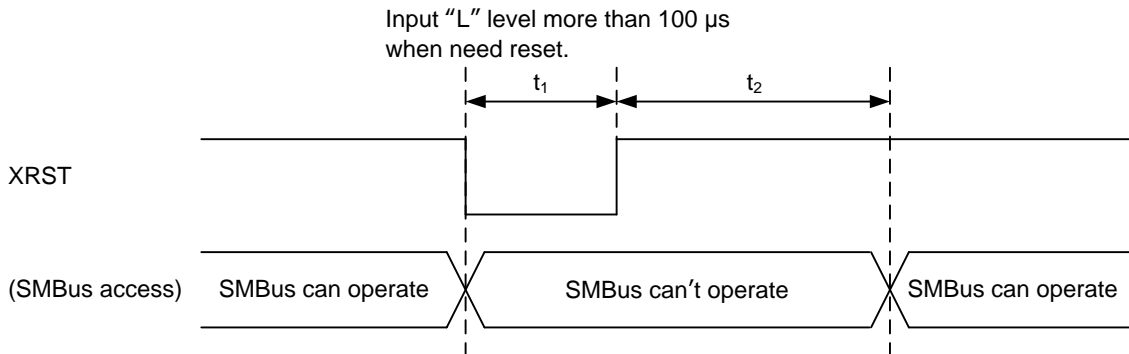 Input “L” level more than 100 μs
when need reset.
t₁ t₂
XRST
(SMBus access) SMBus can operate SMBus can′t operate SMBus can operate